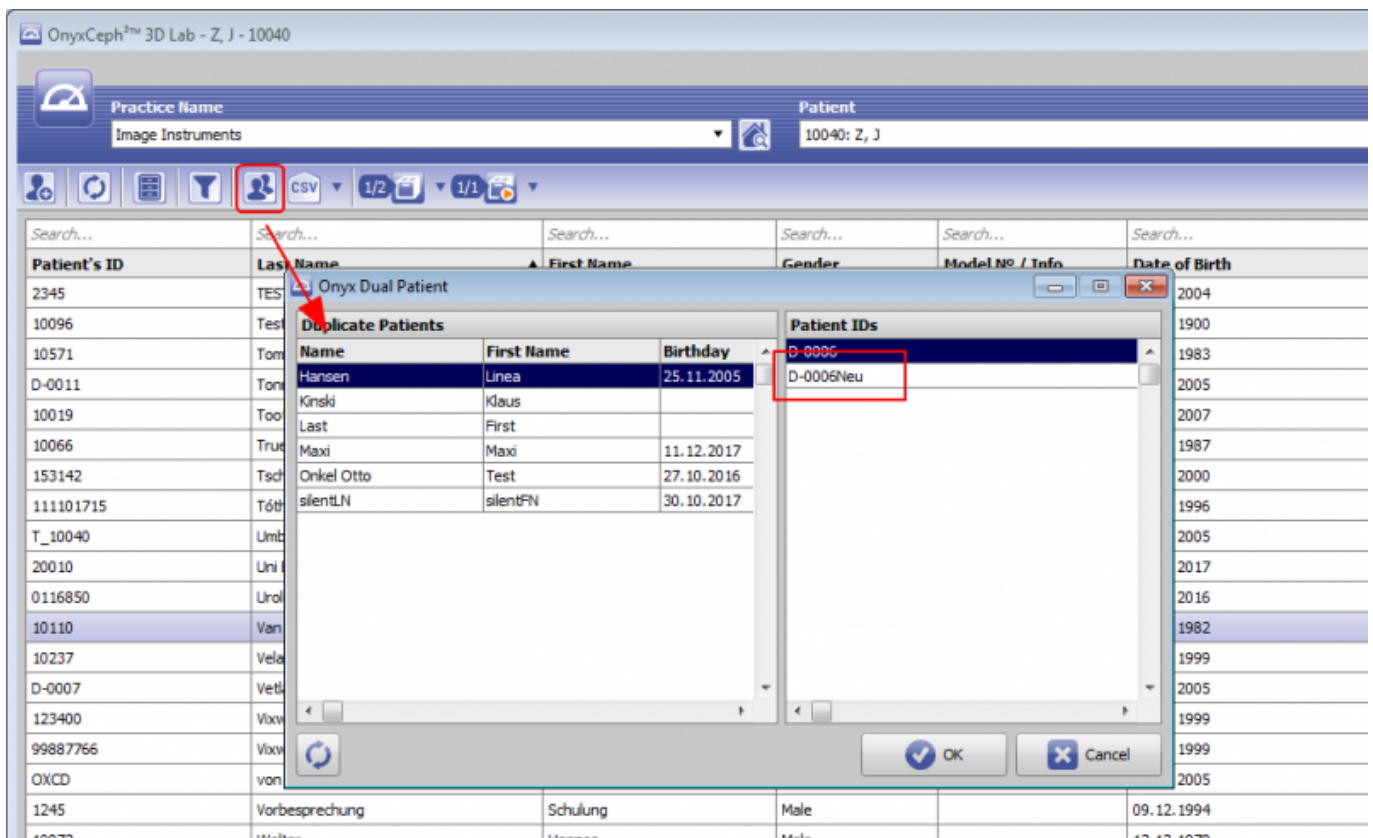 OnyxCeph³™ 3D Lab - Z, J - 10040
Practice Name Patient
Image Instruments 10040: Z, J
CSV 1/2 1/1
Search... Search... Search... Search... Search... Search...
Patient's ID Last Name First Name Gender Model Nº / Info Date of Birth
2345 TES 2004
Onyx Dual Patient
10096 Test 1900
Duplicate Patients Patient IDs
10571 Tom 1983
Name First Name Birthday D-0006
D-0011 Ton 2005
Hansen Linea 25.11.2005 D-0006Neu
Kinski Klaus
10019 Too 2007
Last First
10066 True 1987
Maxi Maxi 11.12.2017
153142 Tsch 2000
Onkel Otto Test 27.10.2016
111101715 Tóth 1996
silentLN silentFN 30.10.2017
T_10040 Umb 2005
20010 Uni 2017
0116850 Urol 2016
10110 Van 1982
10237 Vela 1999
D-0007 Vetl 2005
123400 Vixw 1999
99887766 Vixw 1999
OK Cancel
OXCD von 2005
1245 Vorbesprechung Schulung Male 09.12.1994